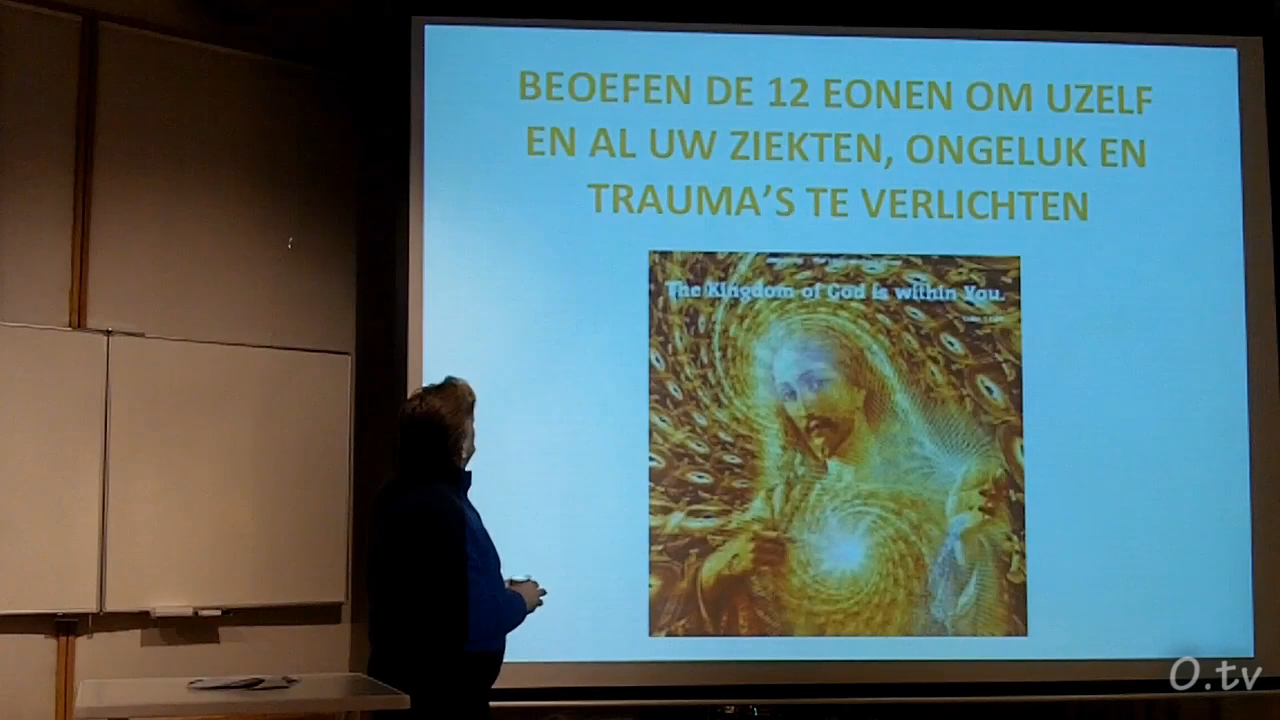 BEOEFEN DE 12 EONEN OM UZELF
EN AL UW ZIEKTEN, ONGELUK EN
TRAUMA'S TE VERLICHTEN
The Kingdom of God is within You.
O.tv